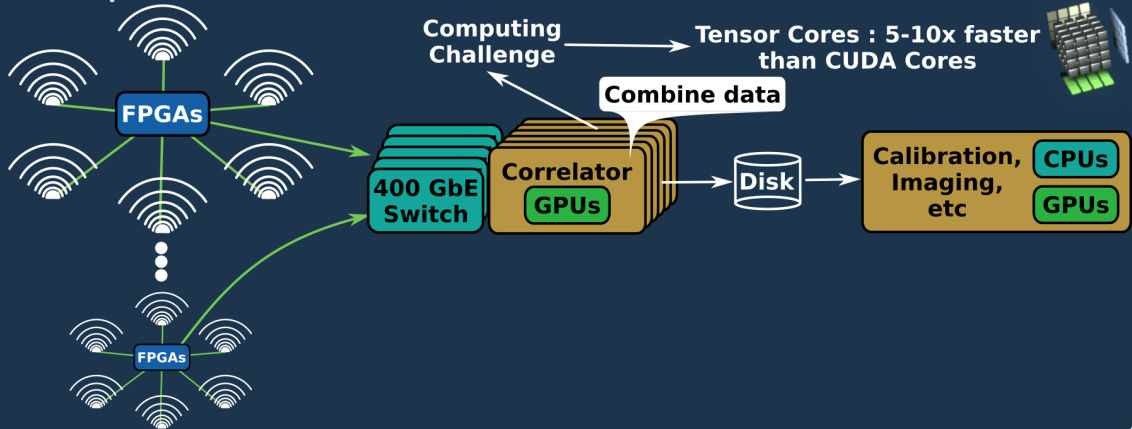 Computing
Challenge
Tensor Cores : 5-10x faster
than CUDA Cores
Combine data
FPGAs
400 GbE
Switch
Correlator
GPUs
Disk
Calibration,
Imaging,
etc
CPUs
GPUs
FPGAs